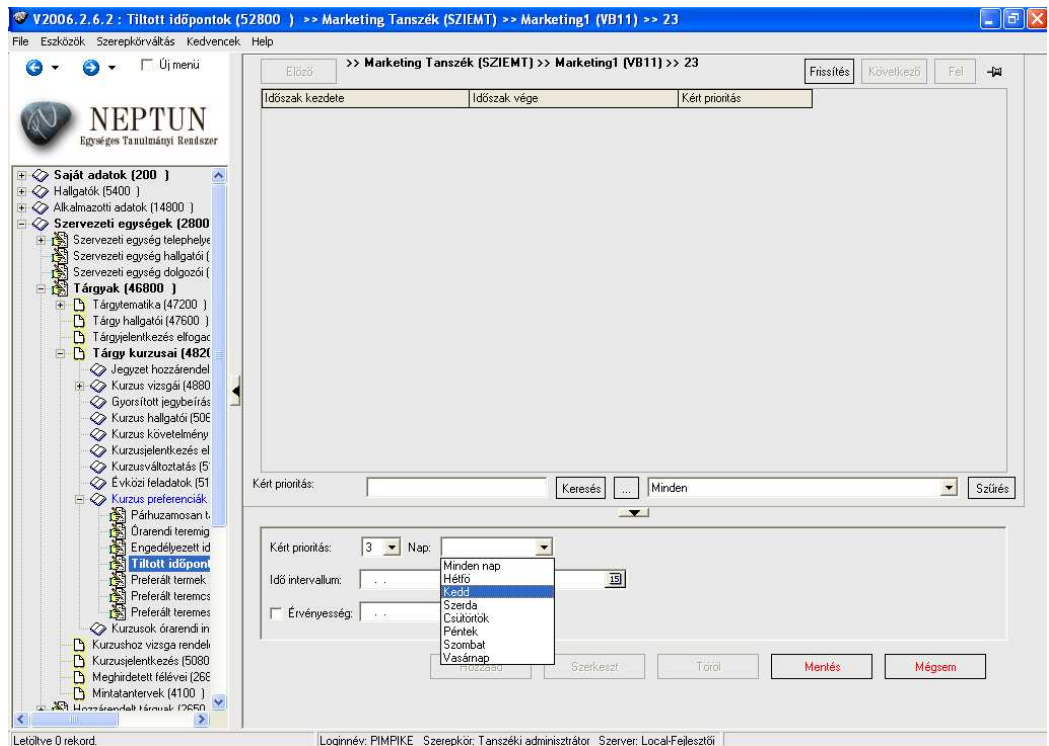 V2006.2.6.2 : Tiltott időpontok (52800 ) >> Marketing Tanszék (SZIEMT) >> Marketing1 (VB11) >> 23
File Eszközök Szerepkörváltás Kedvencek Help
Új menü
NEPTUN
Egységes Tanulmányi Rendszer
Saját adatok (200 )
Hallgatók (5400 )
Alkalmazotti adatok (14800 )
Szervezeti egységek (2800
Szervezeti egység telephelye
Szervezeti egység hallgatói (
Szervezeti egység dolgozói (
Tárgyak (46800 )
Tárgytematika (47200 )
Tárgy hallgatói (47600 )
Tárgyjelentkezés elfogad
Tárgy kurzusai (4820
Jegyzet hozzárendel
Kurzus vizsgái (4880
Gyorsított jegybeírás
Kurzus hallgatói (506
Kurzus követelmény
Kurzusjelentkezés el
Kurzusváltoztatás (5
Évközi feladatok (51
Kurzus preferenciák
Párhuzamosan t
Órarendi teremig
Engedélyezett id
Tiltott időpont
Preferált termek
Preferált teremcs
Preferált teremes
Kurzusok órarendi in
Kurzushoz vizsga rendel
Kurzusjelentkezés (5080
Meghirdetett félévei (268
Mintatantervek (4100 )
Hozzárendelt tárgyak (2650
Előző
>> Marketing Tanszék (SZIEMT) >> Marketing1 (VB11) >> 23
Frissítés Következő Fel
Időszak kezdete Időszak vége Kért prioritás
Kért prioritás: Keresés ... Minden Szűrés
Kért prioritás: 3 Nap:
Minden nap
Hétfő
Kedd
Szerda
Csütörtök
Péntek
Szombat
Vasárnap
Idő intervallum: . . 15
Érvényesség: . .
Hozzáad Szerkeszt Töröl Mentés Mégsem
Letöltve 0 rekord. Loginnév: PIMPIKE Szerepkör: Tanszéki adminisztrátor Szerver: Local-Fejlesztői